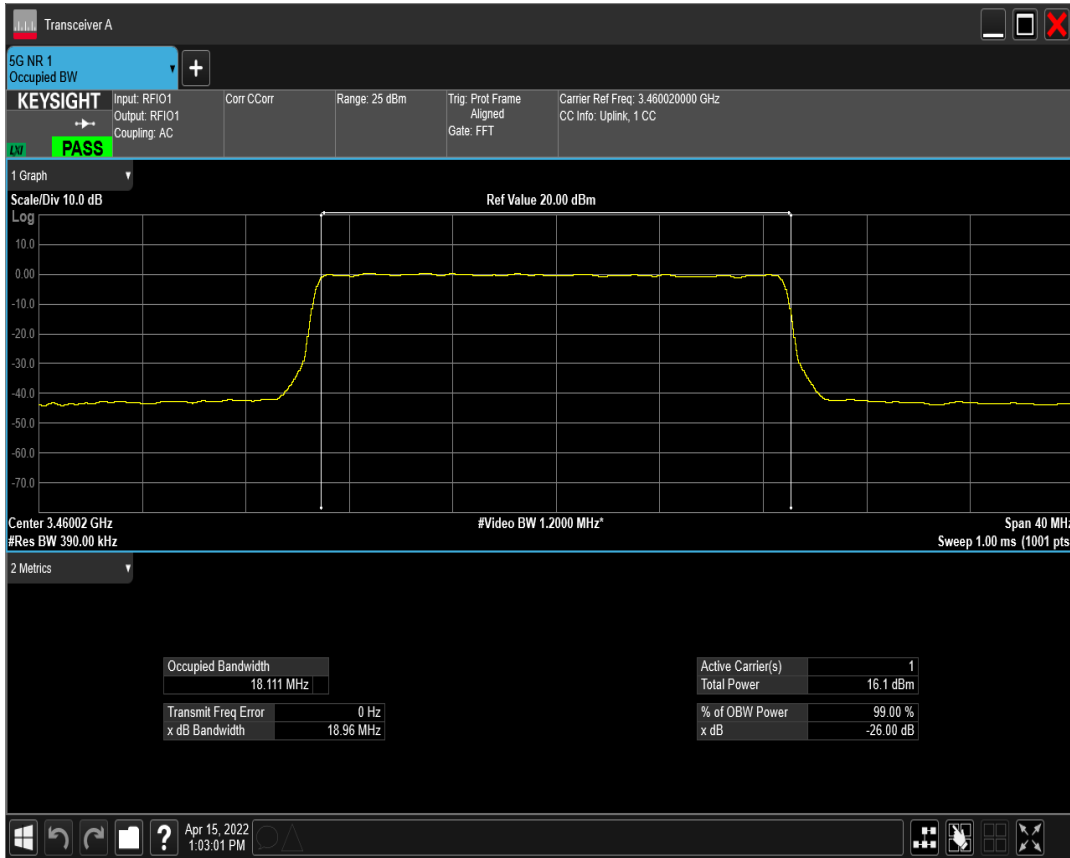 Transceiver A
5G NR 1
Occupied BW
KEYSIGHT
LXI
PASS
Input: RFIO1
Output: RFIO1
Coupling: AC
Corr CCorr
Range: 25 dBm
Trig: Prot Frame
Aligned
Gate: FFT
Carrier Ref Freq: 3.460020000 GHz
CC Info: Uplink, 1 CC
1 Graph
Scale/Div 10.0 dB
Ref Value 20.00 dBm
Log
10.0
0.00
-10.0
-20.0
-30.0
-40.0
-50.0
-60.0
-70.0
Center 3.46002 GHz
#Video BW 1.2000 MHz*
Span 40 MHz
#Res BW 390.00 kHz
Sweep 1.00 ms (1001 pts
2 Metrics
Occupied Bandwidth
18.111 MHz
Transmit Freq Error 0 Hz
x dB Bandwidth 18.96 MHz
Active Carrier(s) 1
Total Power 16.1 dBm
% of OBW Power 99.00 %
x dB -26.00 dB
?
Apr 15, 2022
1:03:01 PM